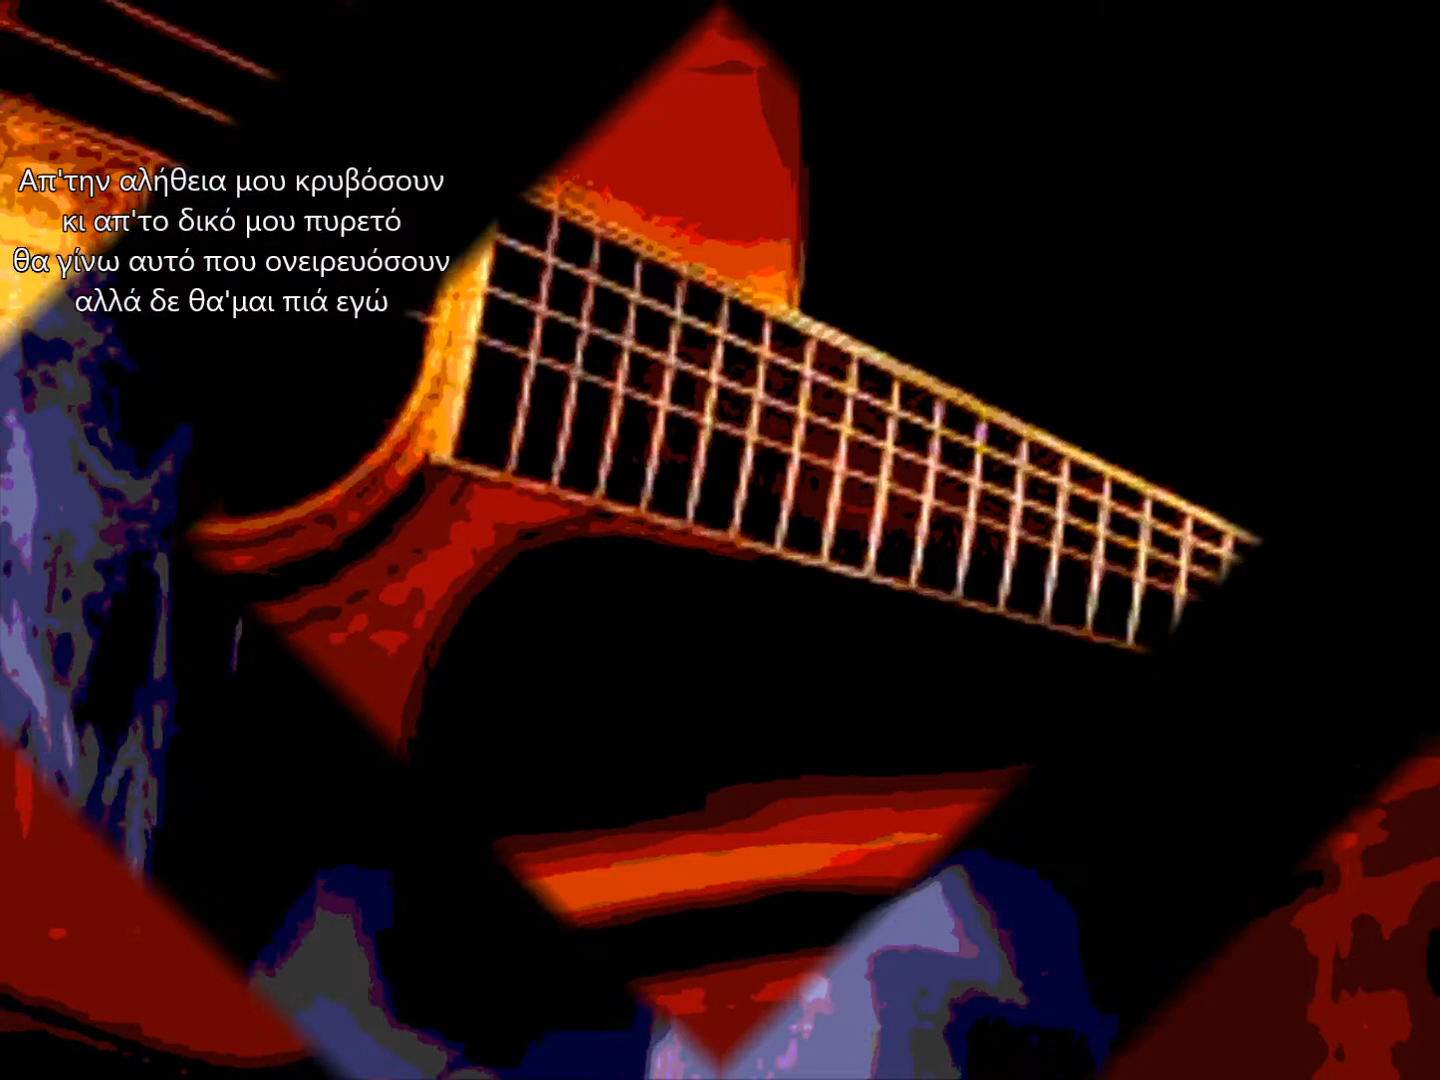 Απ'την αλήθεια μου κρυβόσουν
κι απ'το δικό μου πυρετό
θα γίνω αυτό που ονειρευόσουν
αλλά δε θα'μαι πιά εγώ